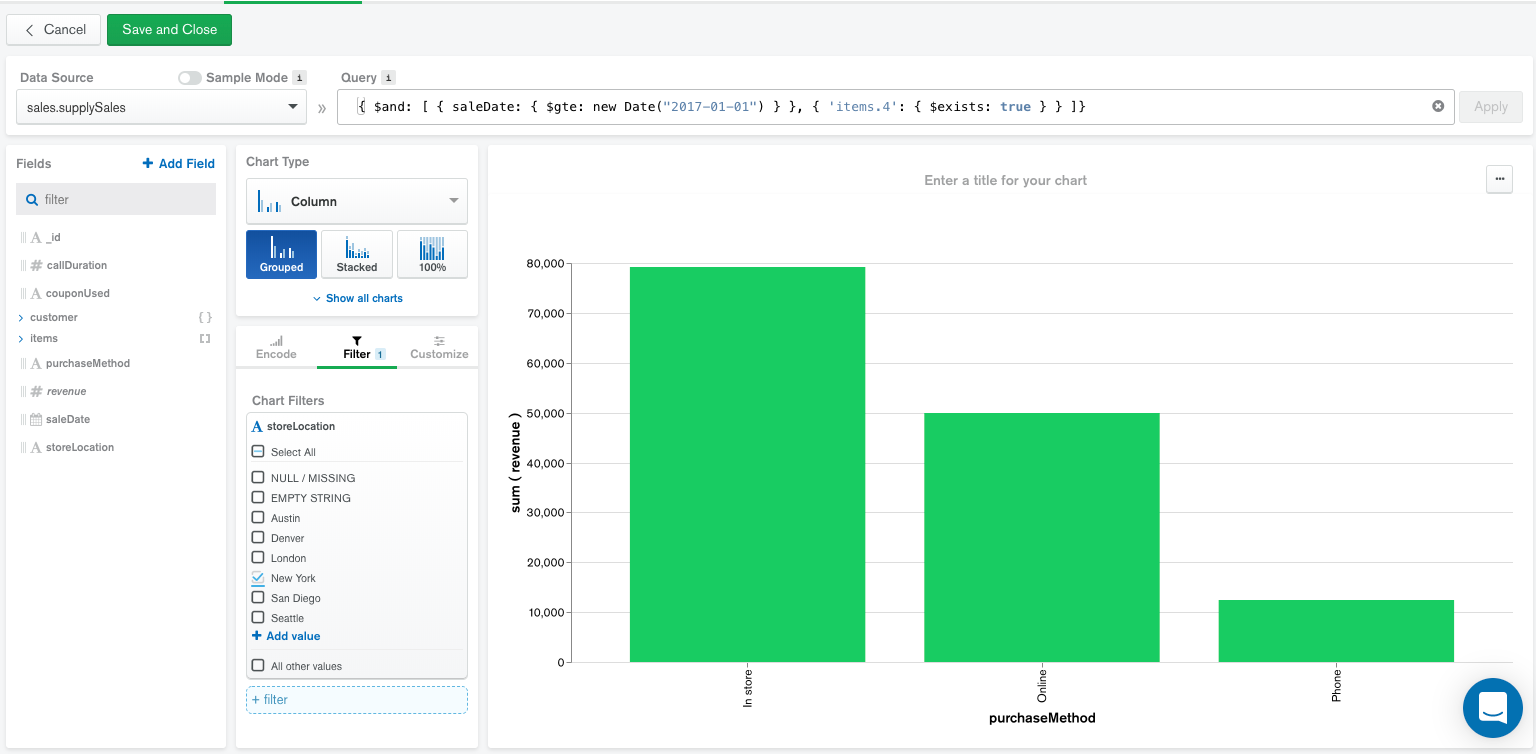 Cancel
Save and Close
Data Source
Sample Mode i
Query i
sales.supplySales
»
{ $and: [ { saleDate: { $gte: new Date("2017-01-01") } }, { 'items.4': { $exists: true } } ]}
Apply
Fields
+ Add Field
filter
A _id
# callDuration
A couponUsed
customer { }
items [ ]
A purchaseMethod
# revenue
saleDate
A storeLocation
Chart Type
Column
Grouped
Stacked
100%
Show all charts
Encode
Filter 1
Customize
Chart Filters
A storeLocation
Select All
NULL / MISSING
EMPTY STRING
Austin
Denver
London
New York
San Diego
Seattle
+ Add value
All other values
+ filter
Enter a title for your chart
...
80,000
70,000
60,000
50,000
40,000
30,000
20,000
10,000
0
sum ( revenue )
In store
Online
Phone
purchaseMethod